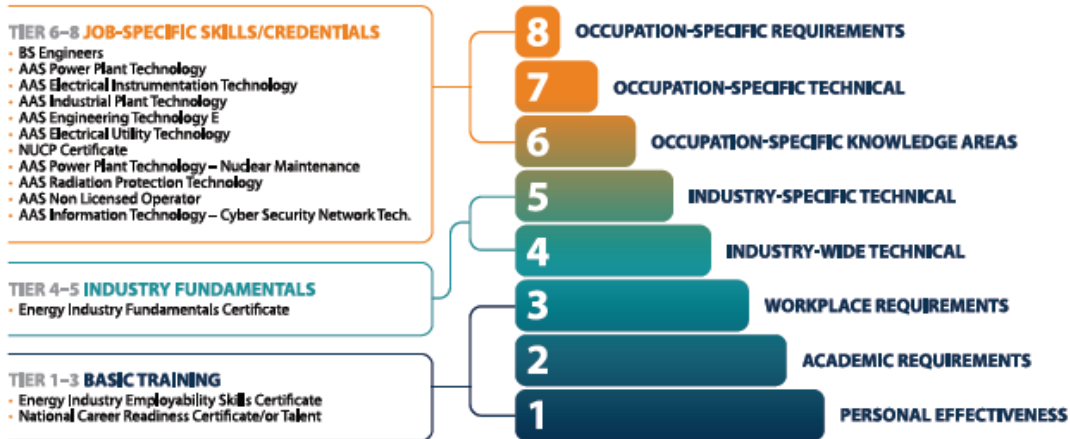 TIER 6–8 JOB-SPECIFIC SKILLS/CREDENTIALS
• BS Engineers
• AAS Power Plant Technology
• AAS Electrical Instrumentation Technology
• AAS Industrial Plant Technology
• AAS Engineering Technology E
• AAS Electrical Utility Technology
• NUCP Certificate
• AAS Power Plant Technology – Nuclear Maintenance
• AAS Radiation Protection Technology
• AAS Non Licensed Operator
• AAS Information Technology – Cyber Security Network Tech.
TIER 4–5 INDUSTRY FUNDAMENTALS
• Energy Industry Fundamentals Certificate
TIER 1–3 BASIC TRAINING
• Energy Industry Employability Skills Certificate
• National Career Readiness Certificate/or Talent
8 OCCUPATION-SPECIFIC REQUIREMENTS
7 OCCUPATION-SPECIFIC TECHNICAL
6 OCCUPATION-SPECIFIC KNOWLEDGE AREAS
5 INDUSTRY-SPECIFIC TECHNICAL
4 INDUSTRY-WIDE TECHNICAL
3 WORKPLACE REQUIREMENTS
2 ACADEMIC REQUIREMENTS
1 PERSONAL EFFECTIVENESS